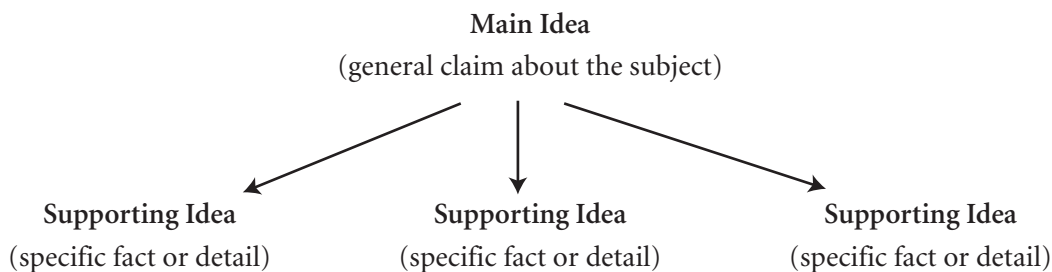 Main Idea
(general claim about the subject)
Supporting Idea Supporting Idea Supporting Idea
(specific fact or detail) (specific fact or detail) (specific fact or detail)